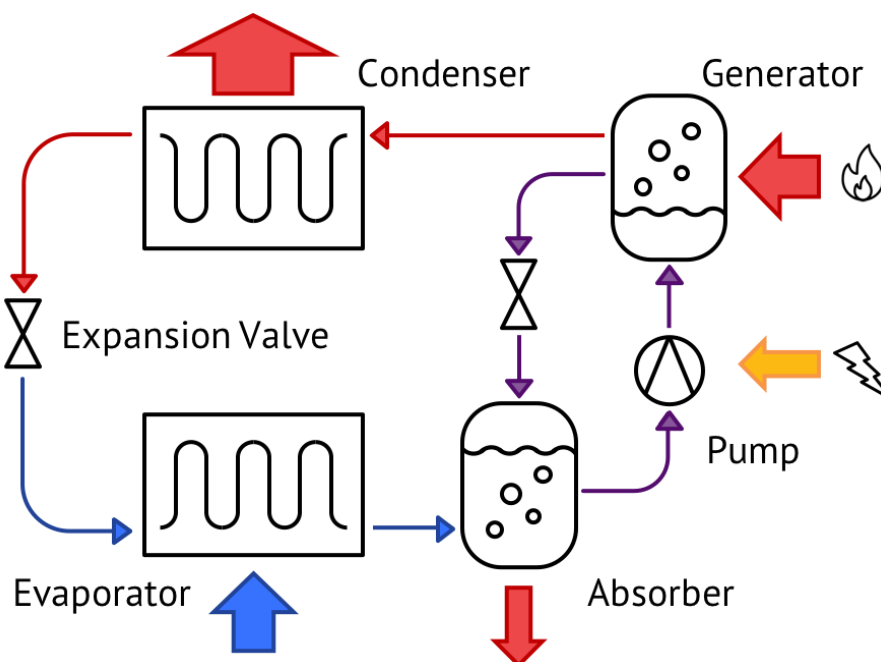 Condenser
Generator
Expansion Valve
Pump
Evaporator
Absorber